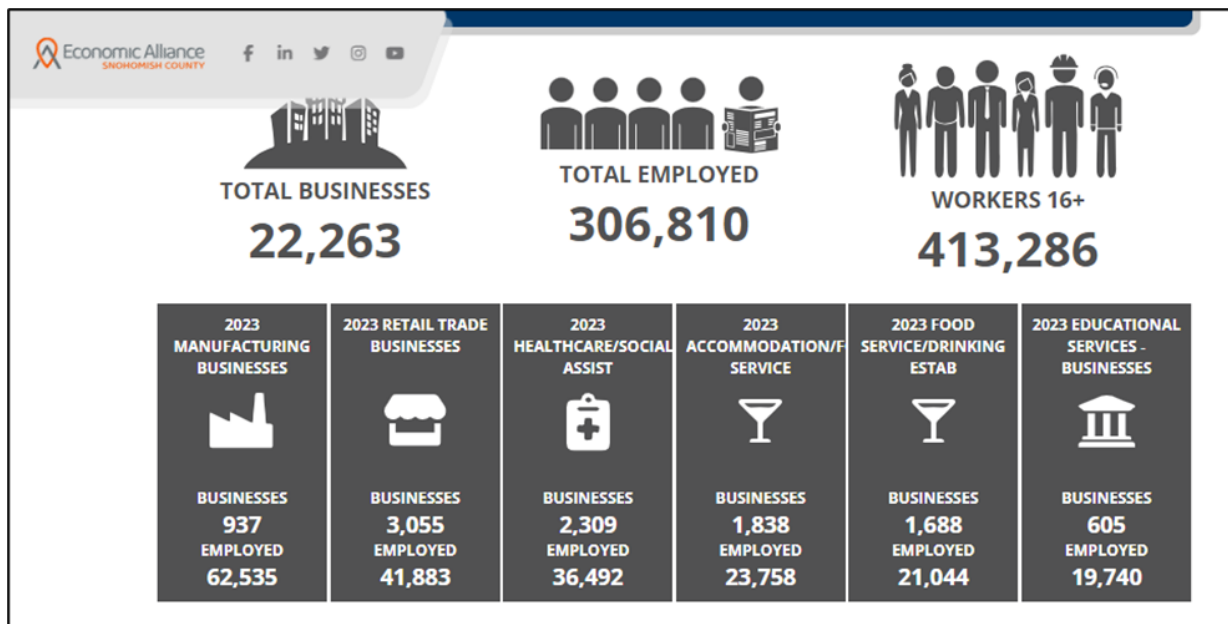 Economic Alliance
SNOHOMISH COUNTY
TOTAL BUSINESSES
22,263
TOTAL EMPLOYED
306,810
WORKERS 16+
413,286
2023
MANUFACTURING
BUSINESSES
BUSINESSES
937
EMPLOYED
62,535
2023 RETAIL TRADE
BUSINESSES
BUSINESSES
3,055
EMPLOYED
41,883
2023
HEALTHCARE/SOCIAL
ASSIST
BUSINESSES
2,309
EMPLOYED
36,492
2023
ACCOMMODATION/F
SERVICE
BUSINESSES
1,838
EMPLOYED
23,758
2023 FOOD
SERVICE/DRINKING
ESTAB
BUSINESSES
1,688
EMPLOYED
21,044
2023 EDUCATIONAL
SERVICES -
BUSINESSES
BUSINESSES
605
EMPLOYED
19,740